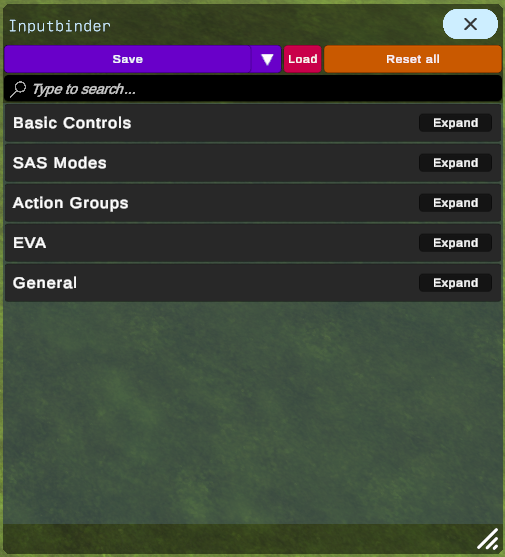 Inputbinder
Save Load Reset all
Type to search...
Basic Controls Expand
SAS Modes Expand
Action Groups Expand
EVA Expand
General Expand